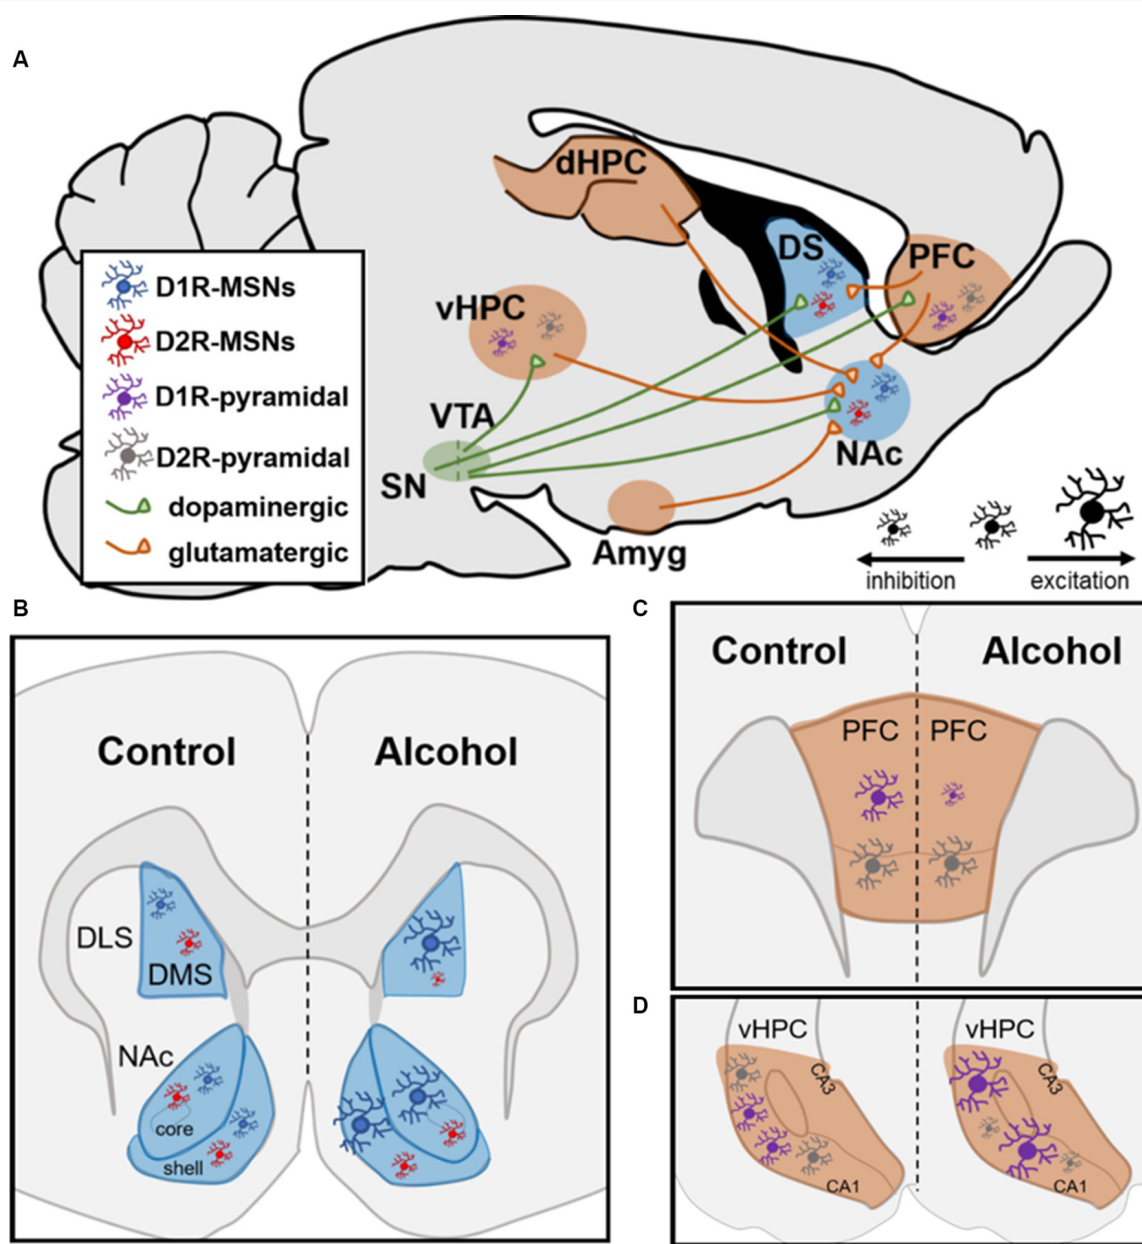 A
dHPC
DS
PFC
vHPC
VTA
SN
NAc
Amyg
D1R-MSNs
D2R-MSNs
D1R-pyramidal
D2R-pyramidal
dopaminergic
glutamatergic
inhibition
excitation
B
Control
Alcohol
DLS
DMS
NAc
core
shell
C
Control
Alcohol
PFC
PFC
D
vHPC
vHPC
CA3
CA3
CA1
CA1